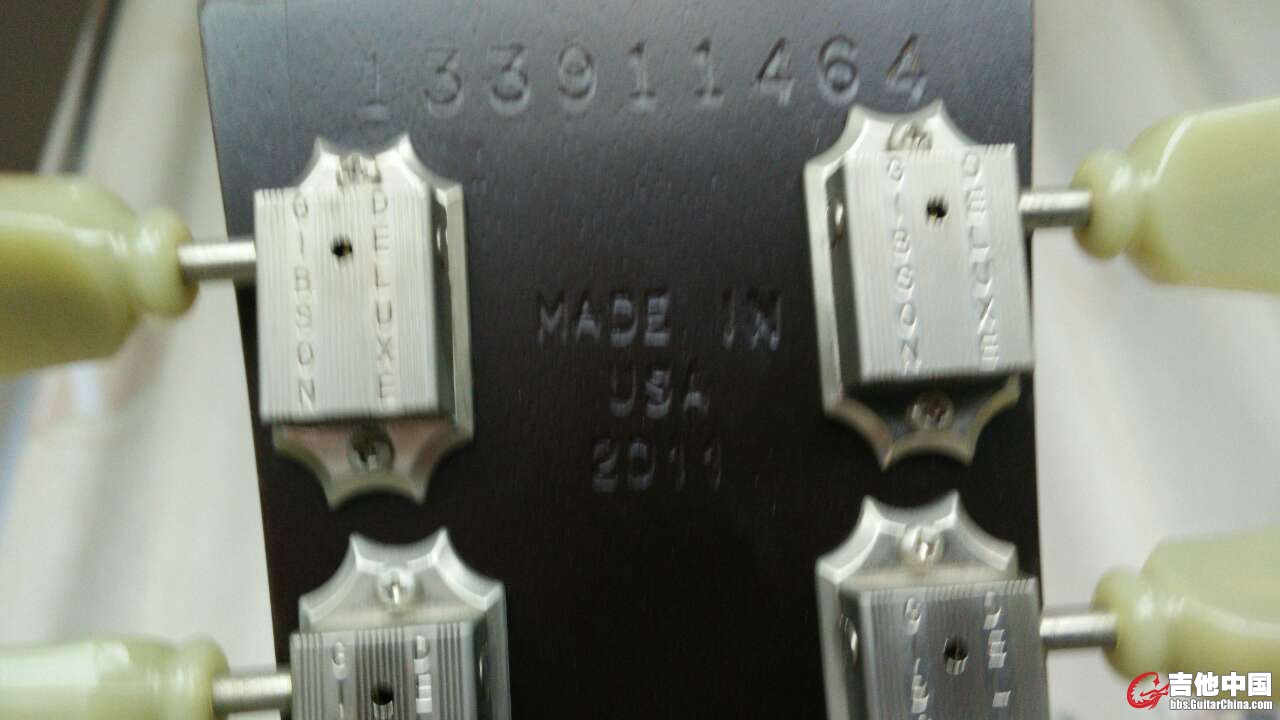 133911464
GIBSON DELUXE
GIBSON DELUXE
MADE IN
USA
2011
吉他中国
bbs.GuitarChina.com